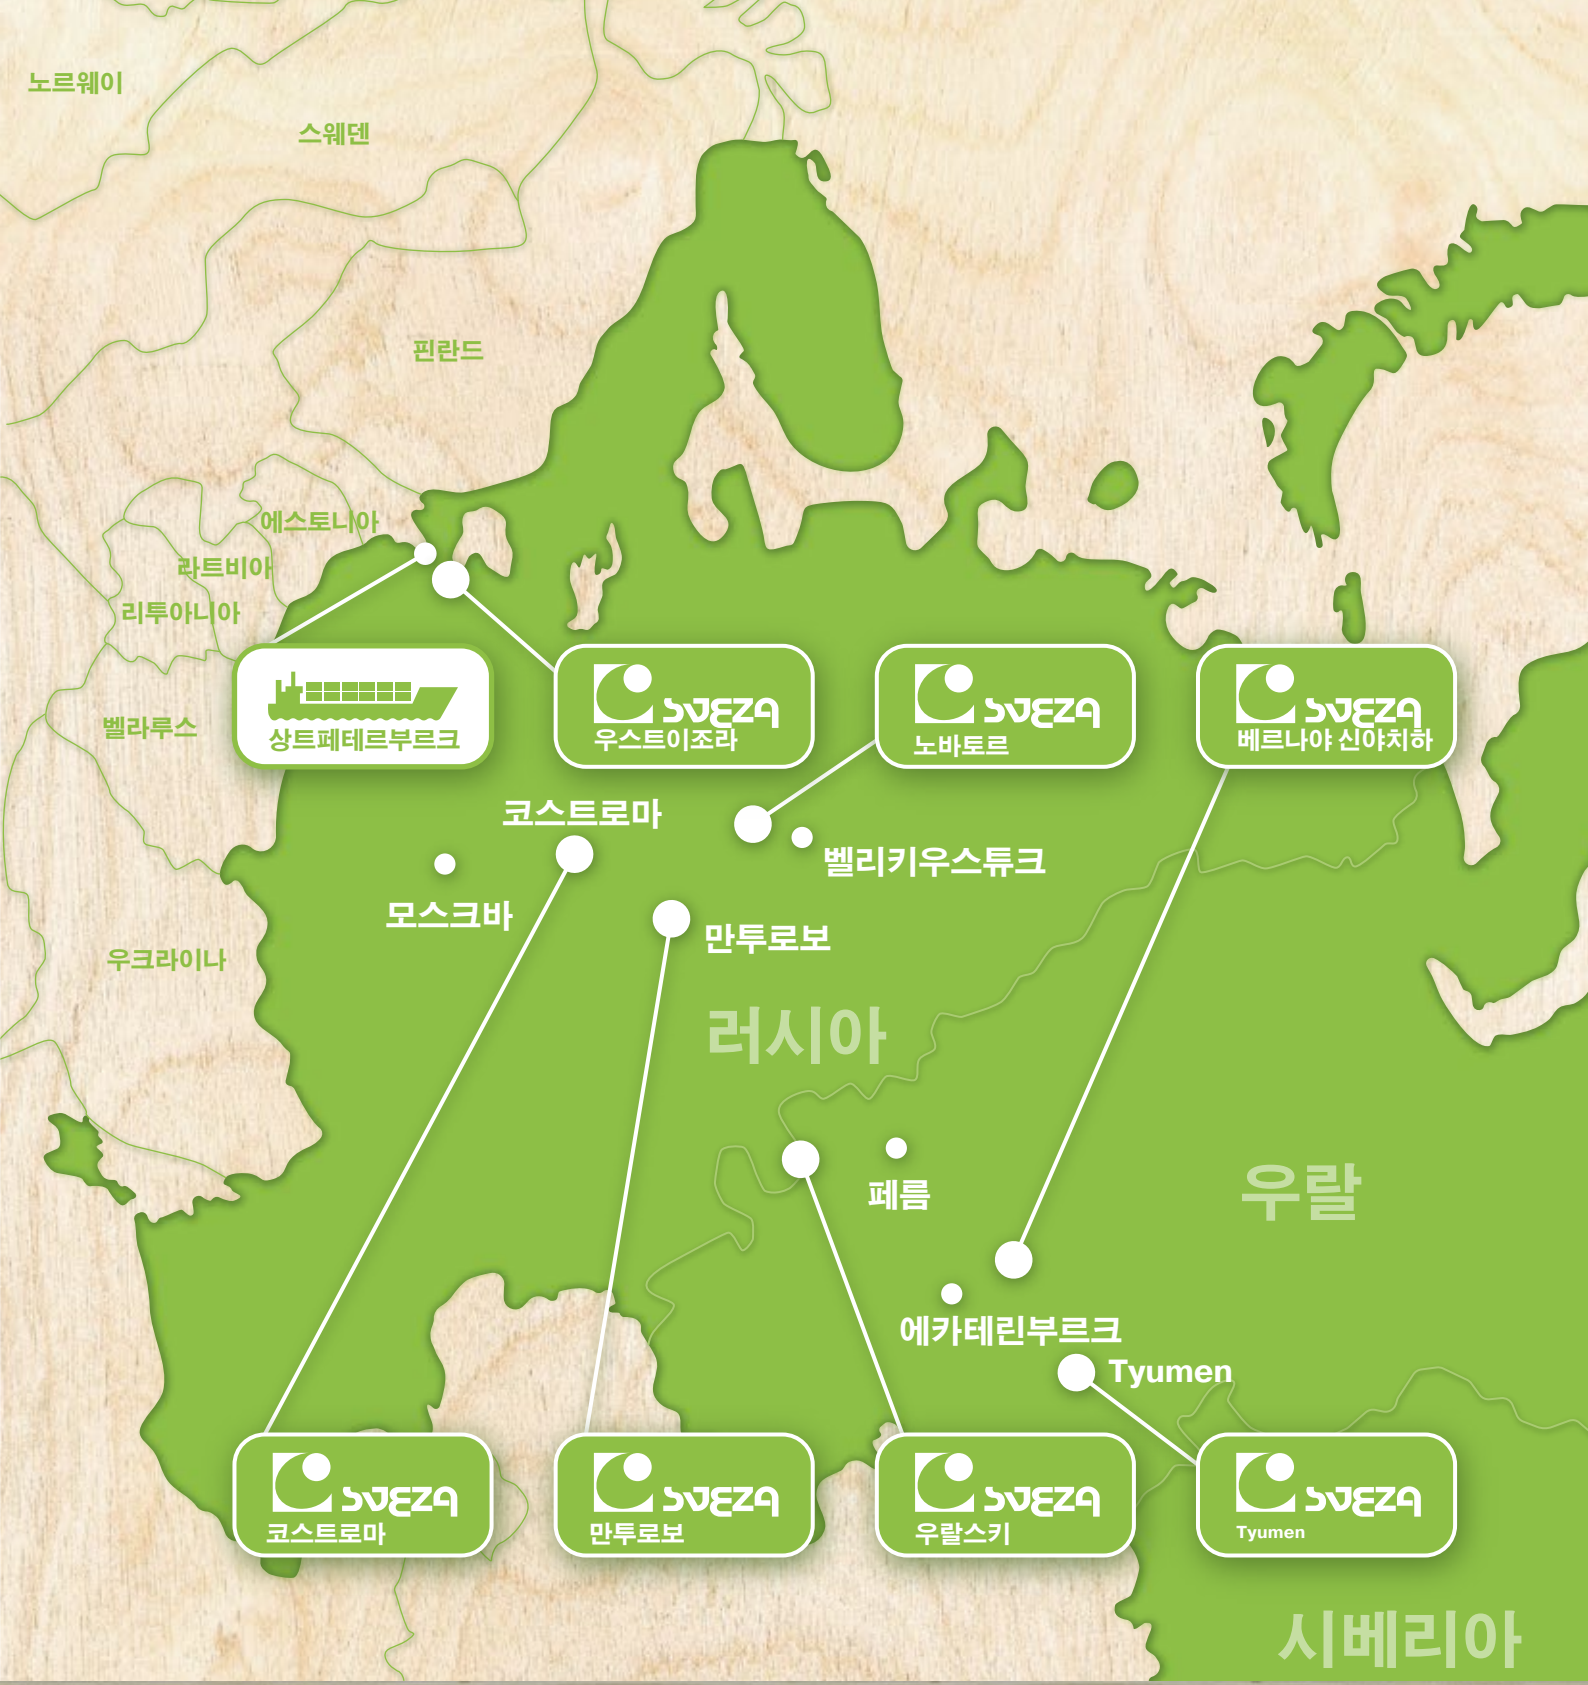 노르웨이
스웨덴
핀란드
에스토니아
라트비아
리투아니아
벨라루스
우크라이나
상트페테르부르크
SVEZA
우스트이조라
SVEZA
노바토르
SVEZA
베르나야 신야치하
코스트로마
모스크바
벨리키우스튜크
만투로보
러시아
페름
우랄
에카테린부르크
Tyumen
SVEZA
코스트로마
SVEZA
만투로보
SVEZA
우랄스키
SVEZA
Tyumen
시베리아